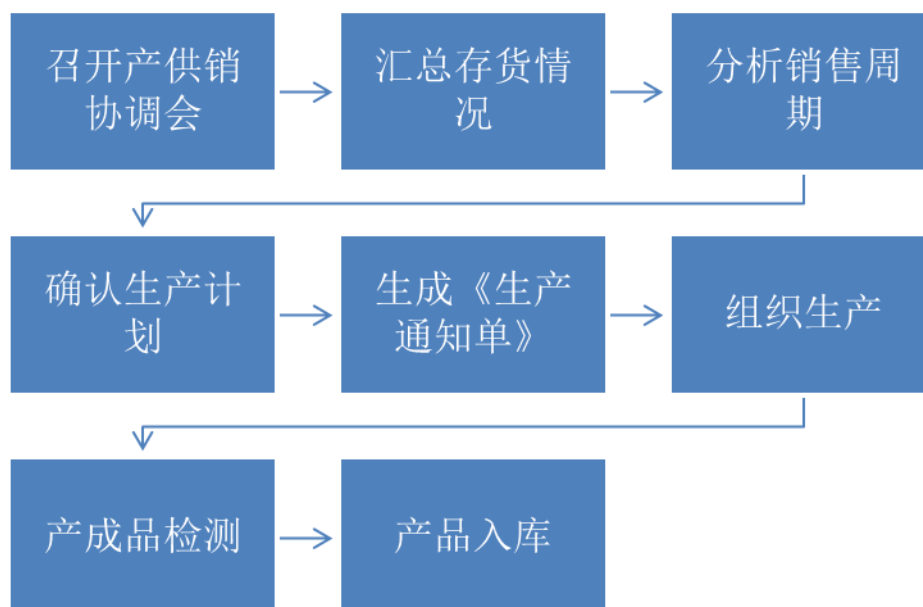 召开产供销
协调会
汇总存货情
况
分析销售周
期
确认生产计
划
生成《生产
通知单》
组织生产
产成品检测
产品入库